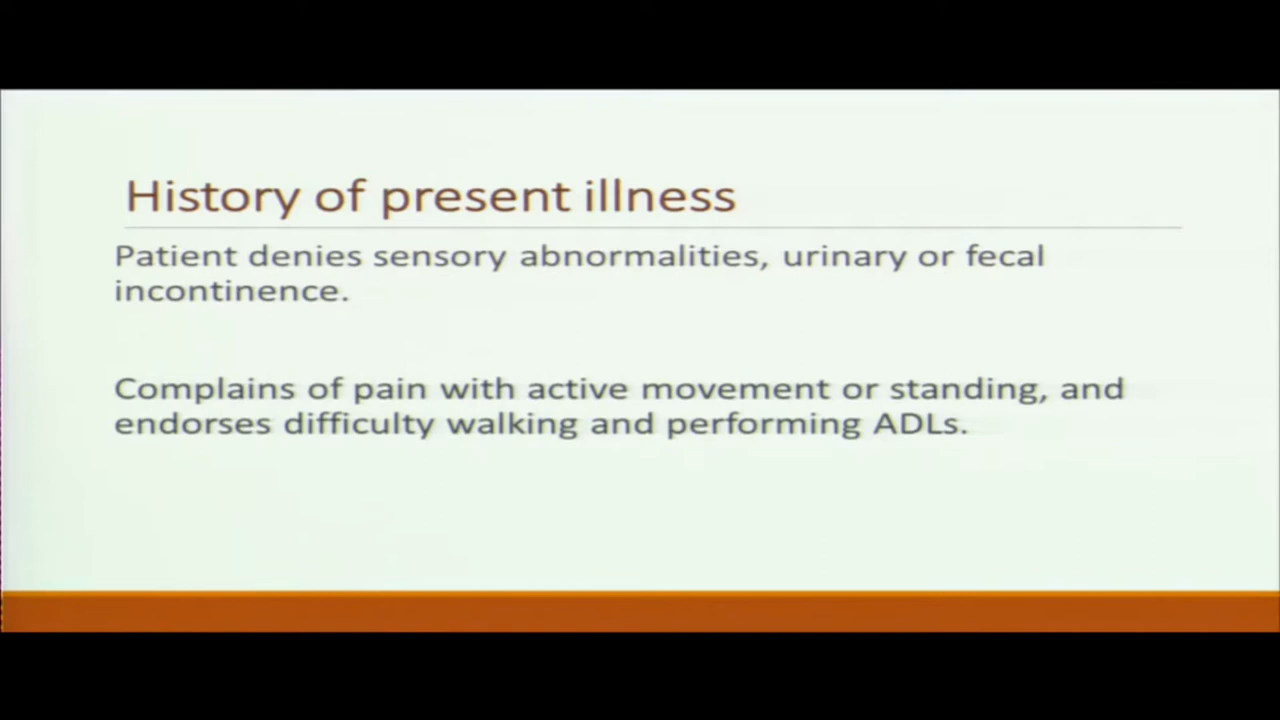 History of present illness
Patient denies sensory abnormalities, urinary or fecal
incontinence.
Complains of pain with active movement or standing, and
endorses difficulty walking and performing ADLs.